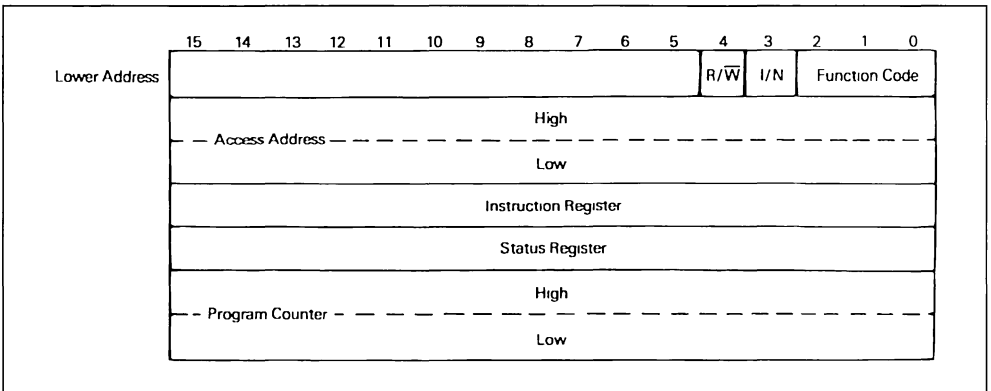 15 14 13 12 11 10 9 8 7 6 5 4 3 2 1 0
Lower Address R/W̅ I/N Function Code
High
Access Address
Low
Instruction Register
Status Register
High
Program Counter
Low